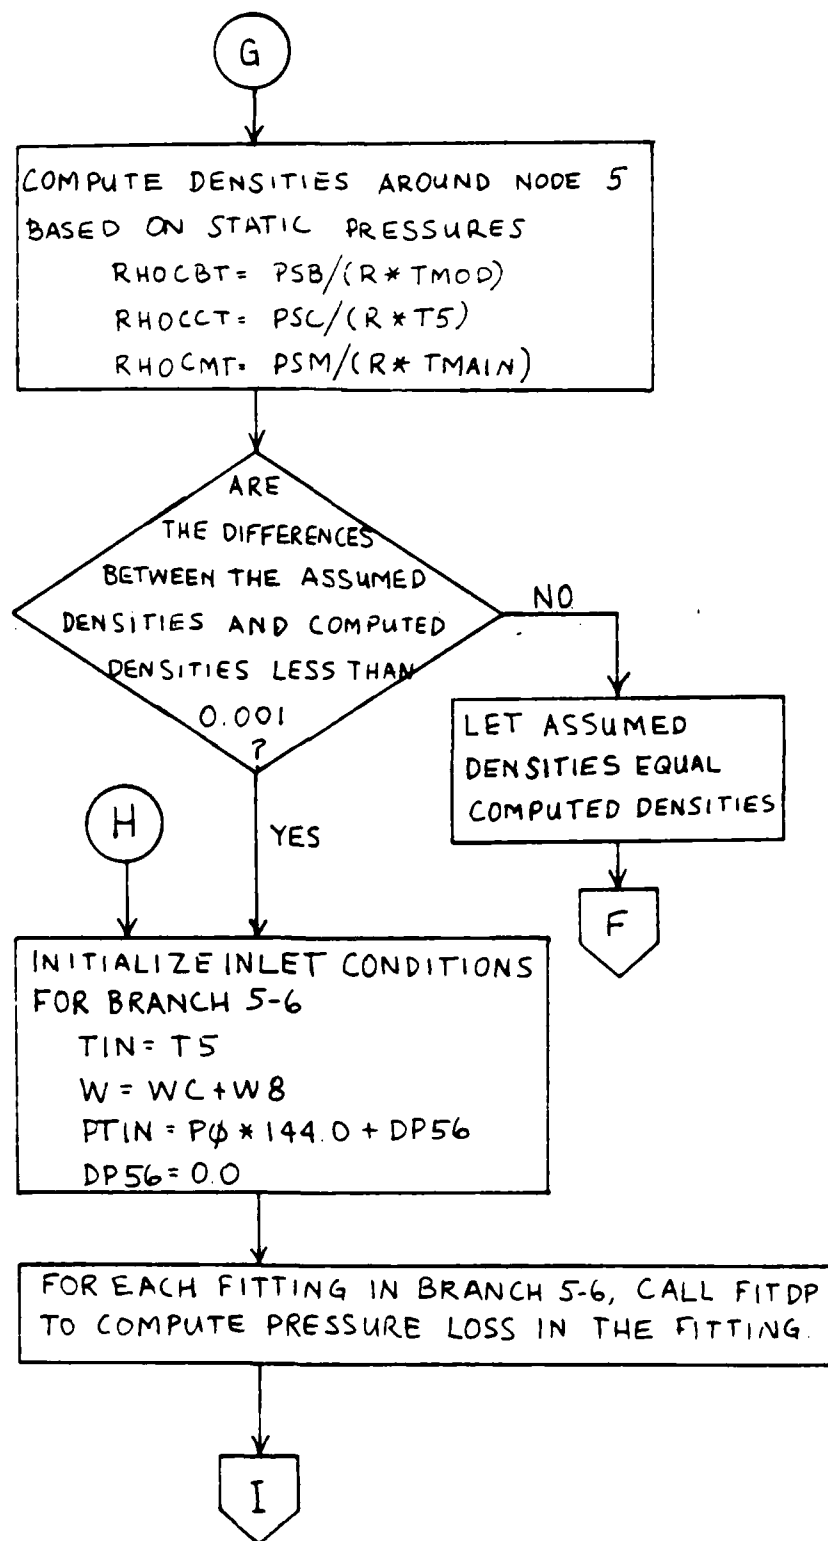 G
COMPUTE DENSITIES AROUND NODE 5
BASED ON STATIC PRESSURES
RHOCBT= PSB/(R* TMOD)
RHOCCT= PSC/(R* T5)
RHOCMT= PSM/(R* TMAIN)
ARE
THE DIFFERENCES
BETWEEN THE ASSUMED
DENSITIES AND COMPUTED
DENSITIES LESS THAN
0.001
?
NO
LET ASSUMED
DENSITIES EQUAL
COMPUTED DENSITIES
F
H
YES
INITIALIZE INLET CONDITIONS
FOR BRANCH 5-6
TIN= T5
W = WC+W8
PTIN = PØ * 144.0 + DP56
DP56=0.0
FOR EACH FITTING IN BRANCH 5-6, CALL FITDP
TO COMPUTE PRESSURE LOSS IN THE FITTING.
I